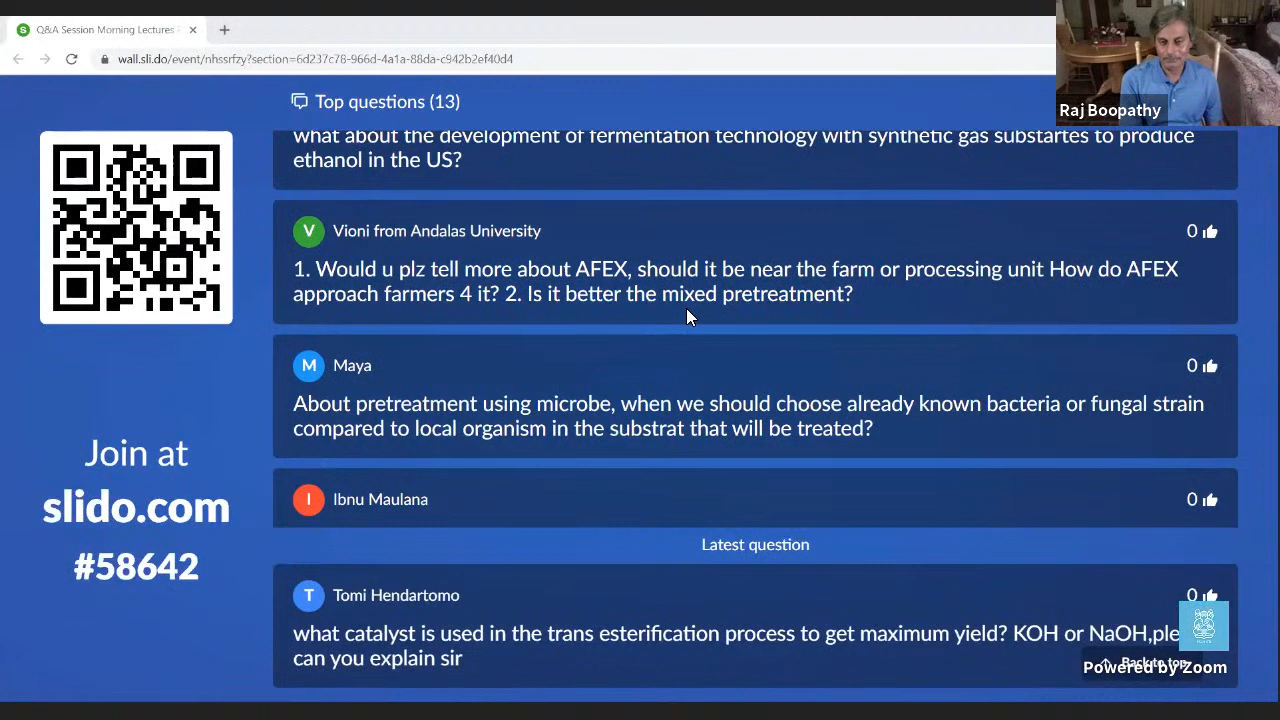 Q&A Session Morning Lectures
wall.sli.do/event/nhssrfzy?section=6d237c78-966d-4a1a-88da-c942b2ef40d4
Raj Boopathy
Top questions (13)
what about the development of fermentation technology with synthetic gas substartes to produce
ethanol in the US?
V Vioni from Andalas University 0
1. Would u plz tell more about AFEX, should it be near the farm or processing unit How do AFEX
approach farmers 4 it? 2. Is it better the mixed pretreatment?
M Maya 0
About pretreatment using microbe, when we should choose already known bacteria or fungal strain
compared to local organism in the substrat that will be treated?
I Ibnu Maulana 0
Join at
slido.com
#58642
Latest question
T Tomi Hendartomo 0
what catalyst is used in the trans esterification process to get maximum yield? KOH or NaOH,ple
can you explain sir
Back to top
Powered by Zoom